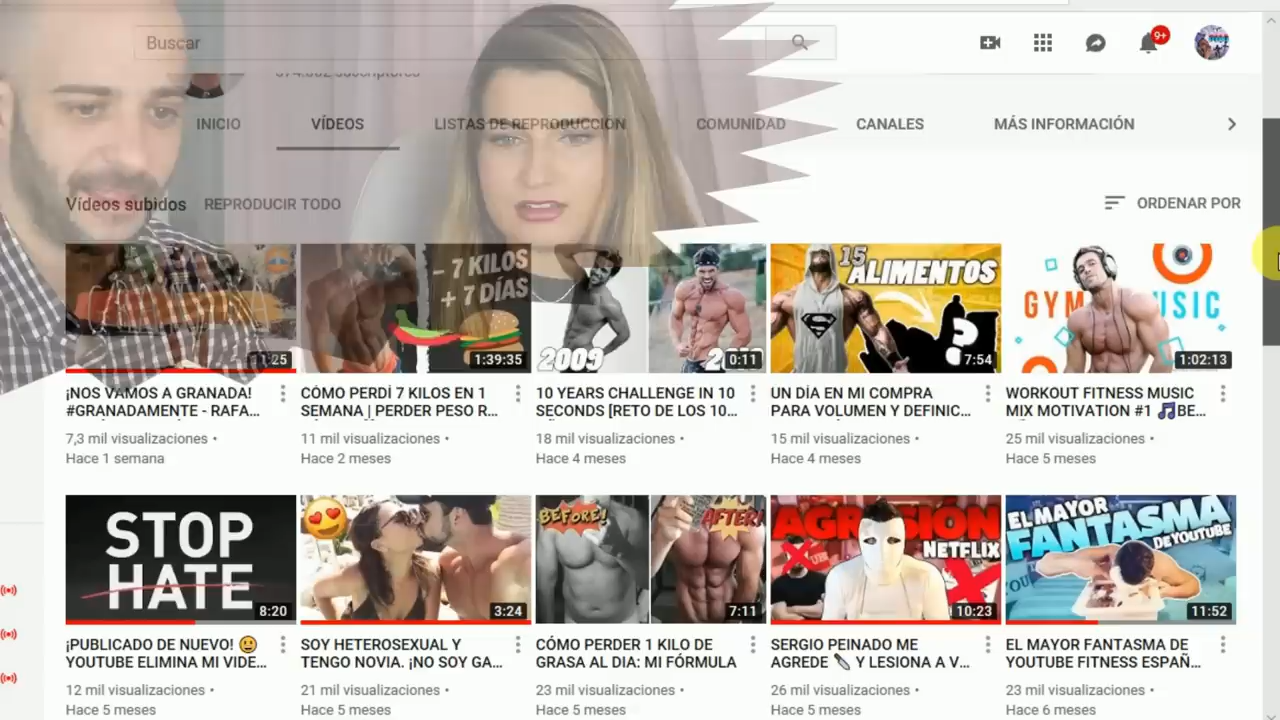 Buscar
9+
INICIO
VÍDEOS
LISTAS DE REPRODUCCIÓN
COMUNIDAD
CANALES
MÁS INFORMACIÓN
Vídeos subidos
REPRODUCIR TODO
ORDENAR POR
- 7 KILOS
+ 7 DÍAS
1:39:35
2009
0:11
15
ALIMENTOS
7:54
GYM
MUSIC
1:02:13
¡NOS VAMOS A GRANADA!
#GRANADAMENTE - RAFA...
7,3 mil visualizaciones •
Hace 1 semana
CÓMO PERDÍ 7 KILOS EN 1
SEMANA | PERDER PESO R...
11 mil visualizaciones •
Hace 2 meses
10 YEARS CHALLENGE IN 10
SECONDS [RETO DE LOS 10...
18 mil visualizaciones
Hace 4 meses
UN DÍA EN MI COMPRA
PARA VOLUMEN Y DEFINIC...
15 mil visualizaciones •
Hace 4 meses
WORKOUT FITNESS MUSIC
MIX MOTIVATION #1 🎵BE...
25 mil visualizaciones •
Hace 5 meses
STOP
HATE
8:20
3:24
BEFORE!
AFTER!
7:11
AGRESION
NETFLIX
10:23
EL MAYOR
FANTASMA
DE YOUTUBE
11:52
¡PUBLICADO DE NUEVO! 😀
YOUTUBE ELIMINA MI VIDE...
12 mil visualizaciones •
Hace 5 meses
SOY HETEROSEXUAL Y
TENGO NOVIA. ¡NO SOY GA...
21 mil visualizaciones •
Hace 5 meses
CÓMO PERDER 1 KILO DE
GRASA AL DIA: MI FÓRMULA
23 mil visualizaciones •
Hace 5 meses
SERGIO PEINADO ME
AGREDE 🔪 Y LESIONA A V...
26 mil visualizaciones •
Hace 5 meses
EL MAYOR FANTASMA DE
YOUTUBE FITNESS ESPAÑ...
23 mil visualizaciones •
Hace 6 meses